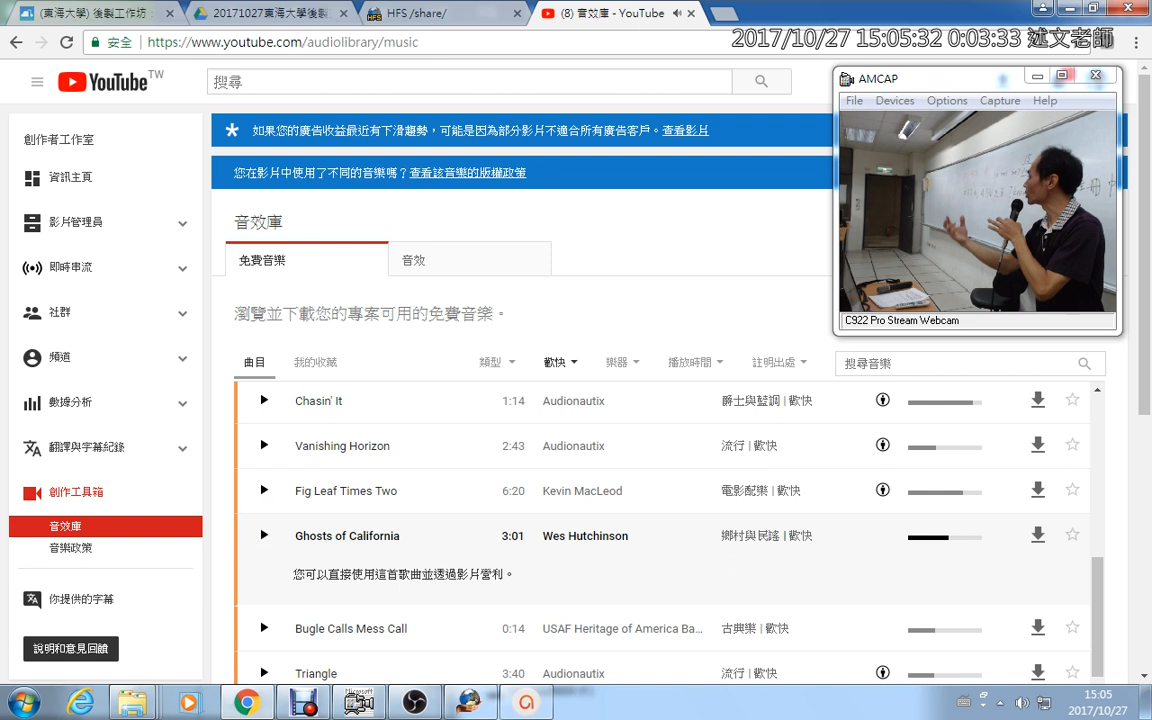 (東海大學) 後製工作坊
20171027東海大學後製
HFS /share/
(8) 音效庫 - YouTube
安全 | https://www.youtube.com/audiolibrary/music
2017/10/27 15:05:32 0:03:33 述文老師
YouTube TW
搜尋
AMCAP
File Devices Options Capture Help
C922 Pro Stream Webcam
創作者工作室
資訊主頁
影片管理員
即時串流
社群
頻道
數據分析
翻譯與字幕紀錄
創作工具箱
音效庫
音樂政策
你提供的字幕
說明和意見回饋
如果您的廣告收益最近有下滑趨勢，可能是因為部分影片不適合所有廣告客戶。查看影片
您在影片中使用了不同的音樂嗎？查看該音樂的版權政策
音效庫
免費音樂 音效
瀏覽並下載您的專案可用的免費音樂。
曲目 我的收藏 類型 歡快 樂器 播放時間 註明出處 搜尋音樂
Chasin' It 1:14 Audionautix 爵士與藍調 | 歡快
Vanishing Horizon 2:43 Audionautix 流行 | 歡快
Fig Leaf Times Two 6:20 Kevin MacLeod 電影配樂 | 歡快
Ghosts of California 3:01 Wes Hutchinson 鄉村與民謠 | 歡快
您可以直接使用這首歌曲並透過影片營利。
Bugle Calls Mess Call 0:14 USAF Heritage of America Ba... 古典樂 | 歡快
Triangle 3:40 Audionautix 流行 | 歡快
15:05
2017/10/27